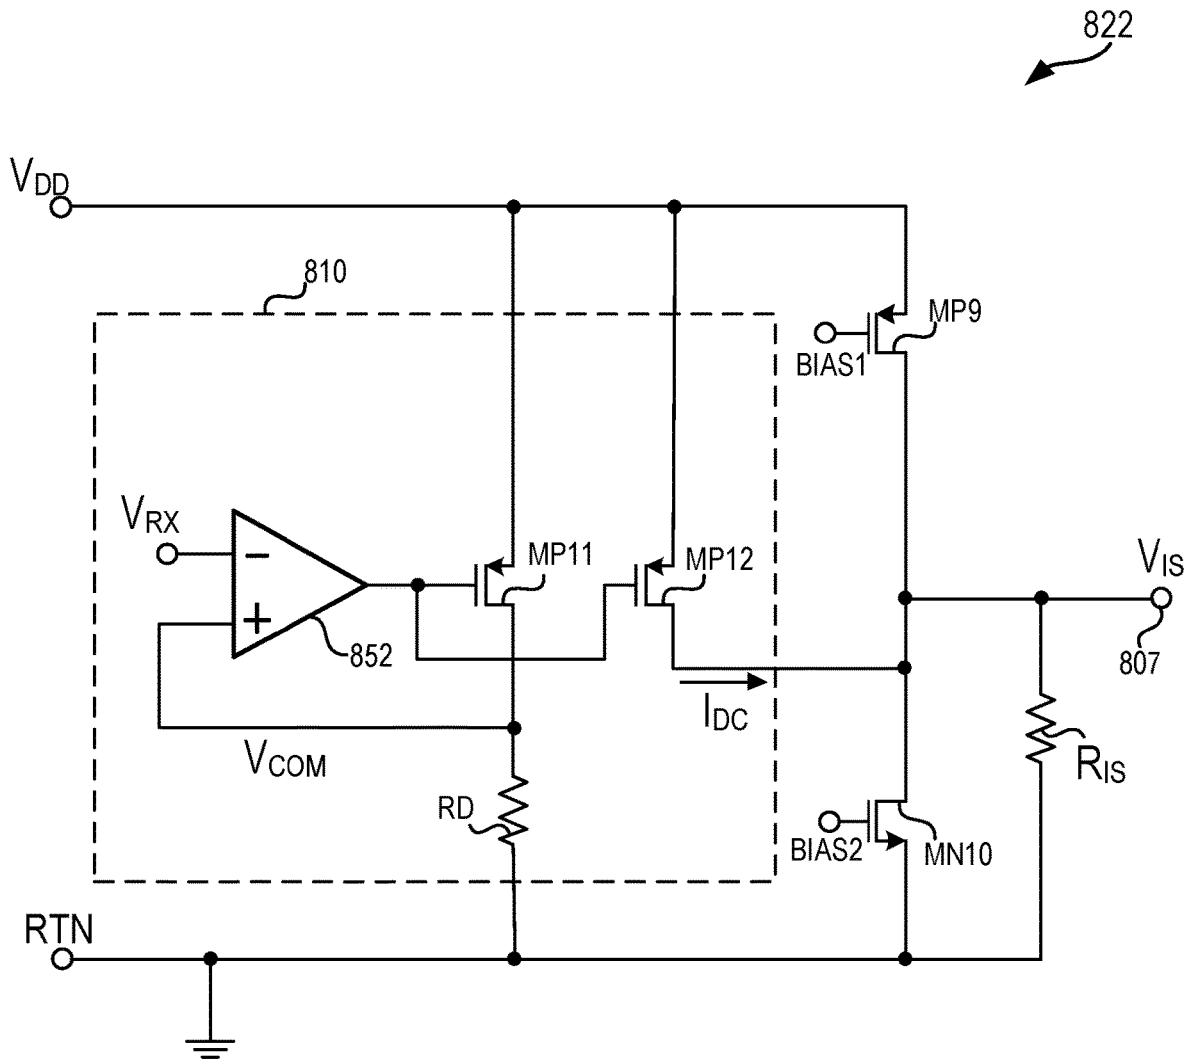 822
VDD
810
MP9
BIAS1
VRX
−
+
852
MP11
MP12
VIS
807
IDC
VCOM
RIS
RD
BIAS2
MN10
RTN